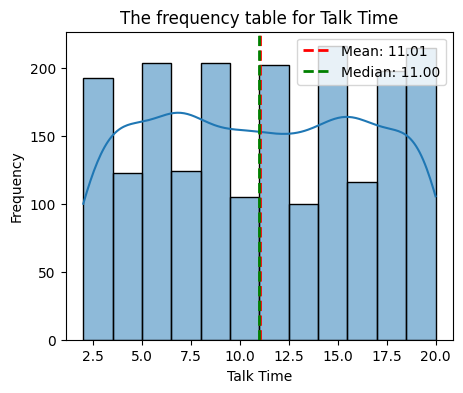 The frequency table for Talk Time
Mean: 11.01
Median: 11.00
Frequency
200
150
100
50
0
2.5 5.0 7.5 10.0 12.5 15.0 17.5 20.0
Talk Time